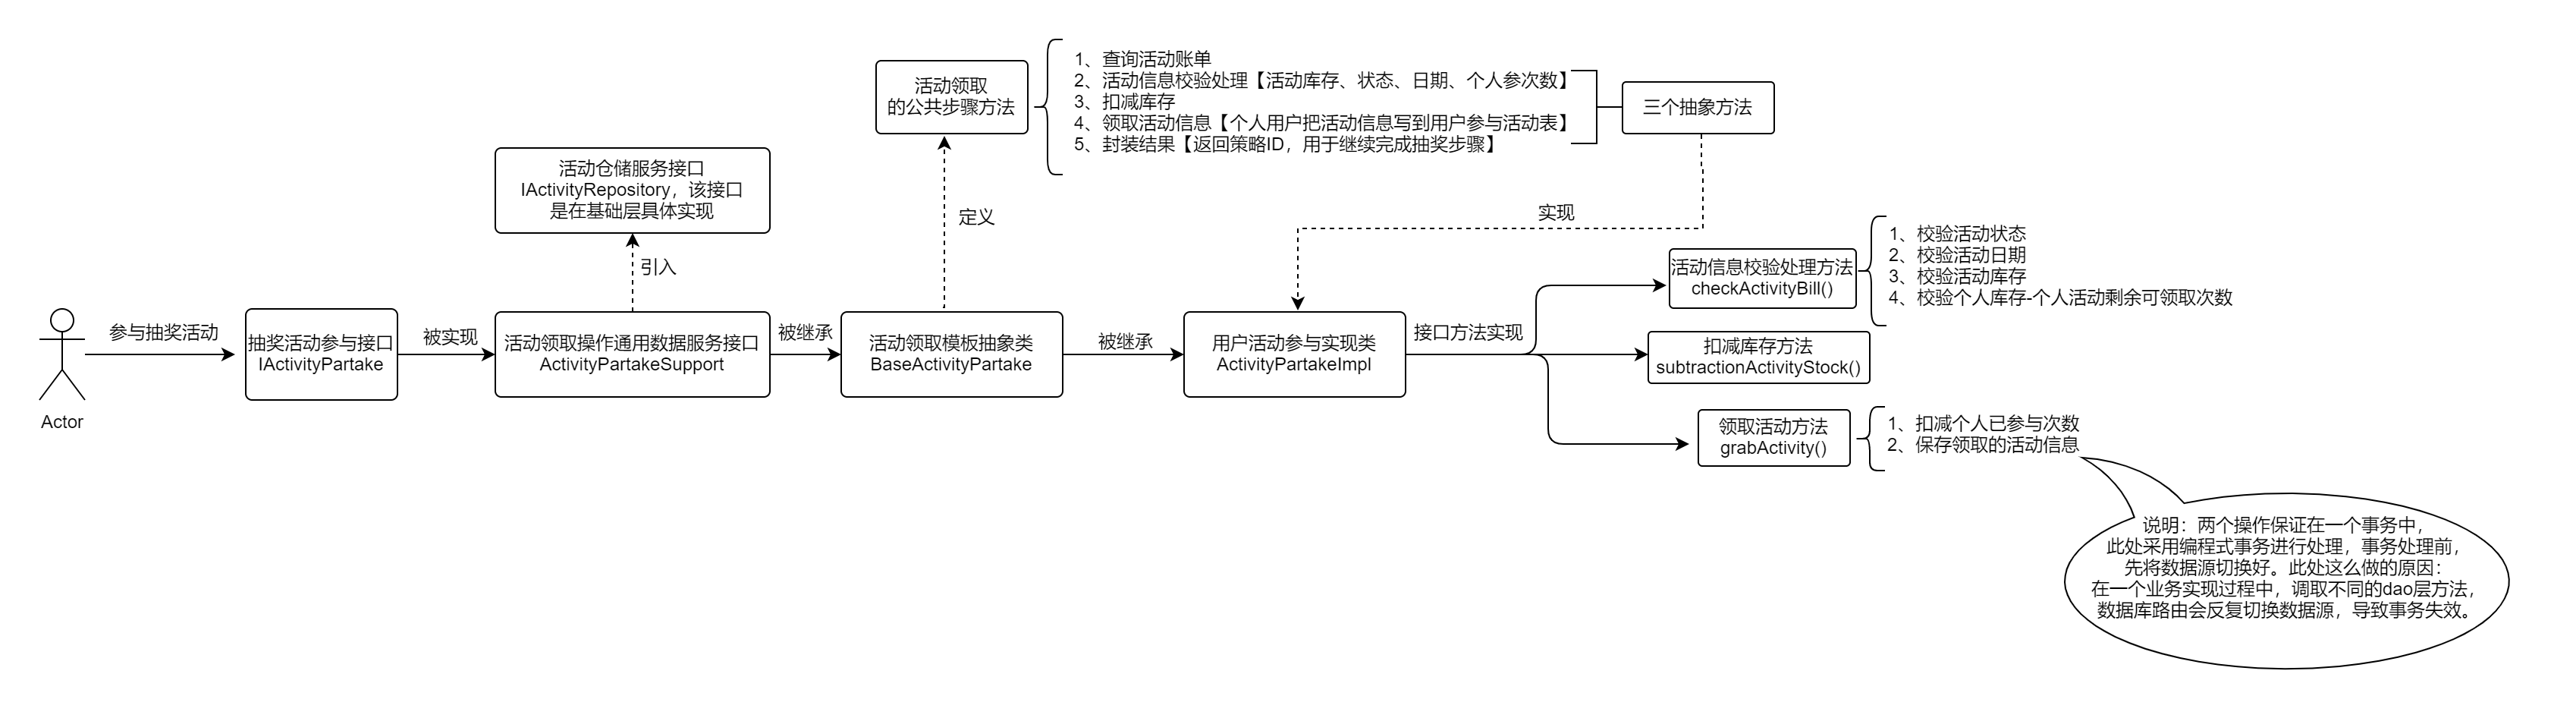 活动领取
的公共步骤方法
1、查询活动账单
2、活动信息校验处理【活动库存、状态、日期、个人参次数】
3、扣减库存
4、领取活动信息【个人用户把活动信息写到用户参与活动表】
5、封装结果【返回策略ID，用于继续完成抽奖步骤】
三个抽象方法
活动仓储服务接口
IActivityRepository，该接口
是在基础层具体实现
定义
实现
引入
参与抽奖活动
Actor
抽奖活动参与接口
IActivityPartake
被实现
活动领取操作通用数据服务接口
ActivityPartakeSupport
被继承
活动领取模板抽象类
BaseActivityPartake
被继承
用户活动参与实现类
ActivityPartakeImpl
接口方法实现
活动信息校验处理方法
checkActivityBill()
1、校验活动状态
2、校验活动日期
3、校验活动库存
4、校验个人库存-个人活动剩余可领取次数
扣减库存方法
subtractionActivityStock()
领取活动方法
grabActivity()
1、扣减个人已参与次数
2、保存领取的活动信息
说明：两个操作保证在一个事务中，
此处采用编程式事务进行处理，事务处理前，
先将数据源切换好。此处这么做的原因：
在一个业务实现过程中，调取不同的dao层方法，
数据库路由会反复切换数据源，导致事务失效。